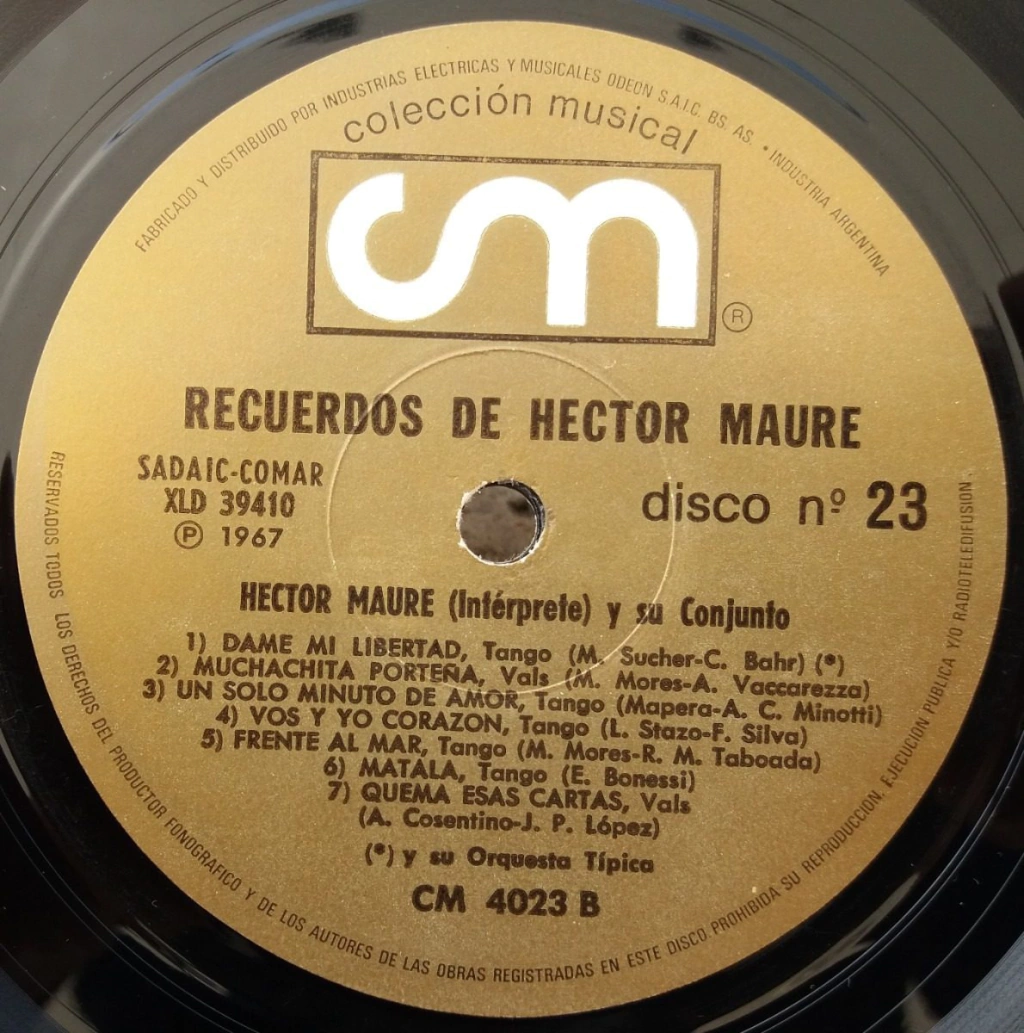 FABRICADO Y DISTRIBUIDO POR INDUSTRIAS ELECTRICAS Y MUSICALES ODEON S.A.I.C. BS. AS. • INDUSTRIA ARGENTINA
colección musical
cm
®
RECUERDOS DE HECTOR MAURE
SADAIC-COMAR
XLD 39410
℗ 1967
disco nº 23
HECTOR MAURE (Intérprete) y su Conjunto
1) DAME MI LIBERTAD, Tango (M. Sucher-C. Bahr) (*)
2) MUCHACHITA PORTEÑA, Vals (M. Mores-A. Vaccarezza)
3) UN SOLO MINUTO DE AMOR, Tango (Mapera-A. C. Minotti)
4) VOS Y YO CORAZON, Tango (L. Stazo-F. Silva)
5) FRENTE AL MAR, Tango (M. Mores-R. M. Taboada)
6) MATALA, Tango (E. Bonessi)
7) QUEMA ESAS CARTAS, Vals
(A. Cosentino-J. P. López)
(*) y su Orquesta Típica
CM 4023 B
RESERVADOS TODOS LOS DERECHOS DEL PRODUCTOR FONOGRAFICO Y DE LOS AUTORES DE LAS OBRAS REGISTRADAS EN ESTE DISCO. PROHIBIDA SU REPRODUCCION, EJECUCION PUBLICA Y/O RADIOTELEDIFUSION